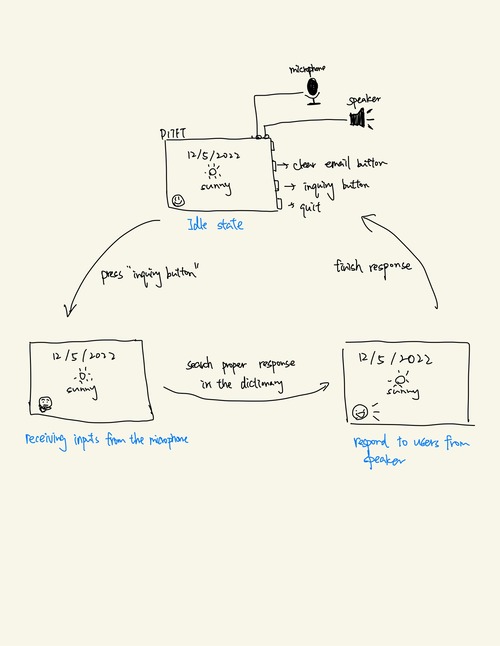 microphone
speaker
PiTFT
12/5/2022
sunny
→ clear email button
→ inquiry button
→ quit
Idle state
press "inquiry button"
finish response
12/5/2022
sunny
search proper response
in the dictionary
12/5/2022
sunny
receiving inputs from the microphone
respond to users from
speaker